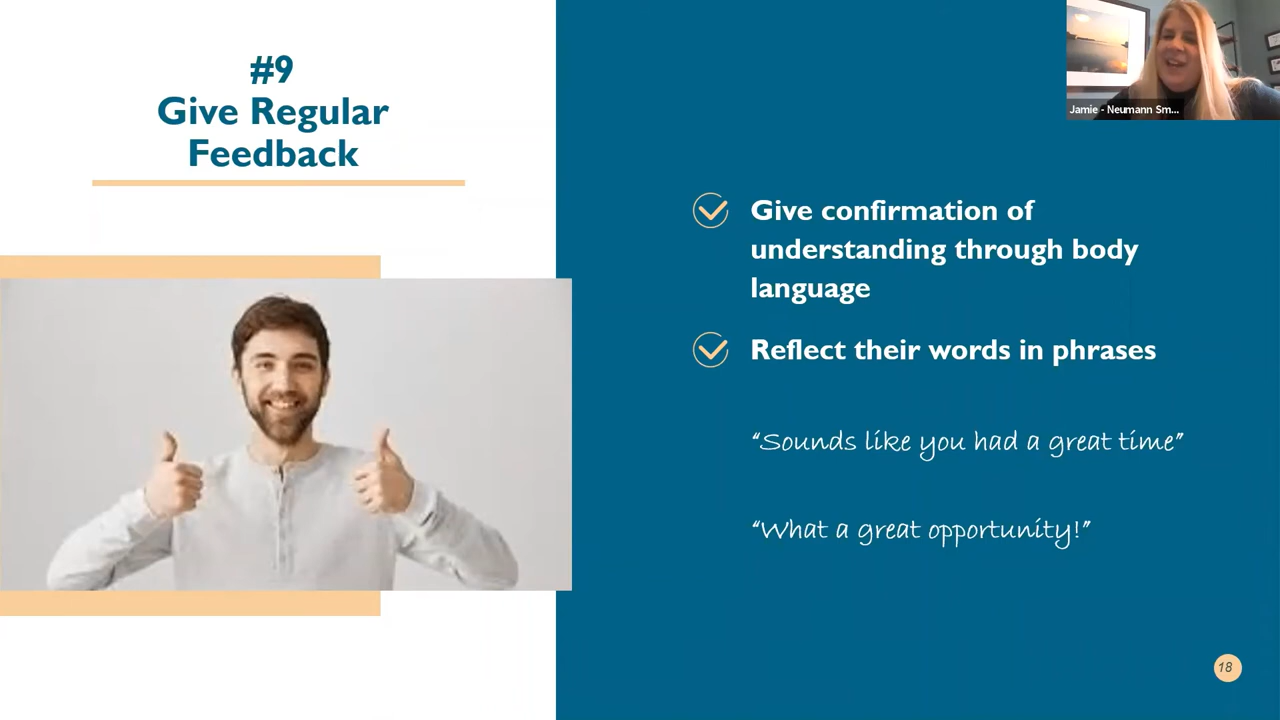 #9
Give Regular
Feedback
Jamie - Neumann Sm...
Give confirmation of
understanding through body
language
Reflect their words in phrases
“Sounds like you had a great time”
“What a great opportunity!”
18